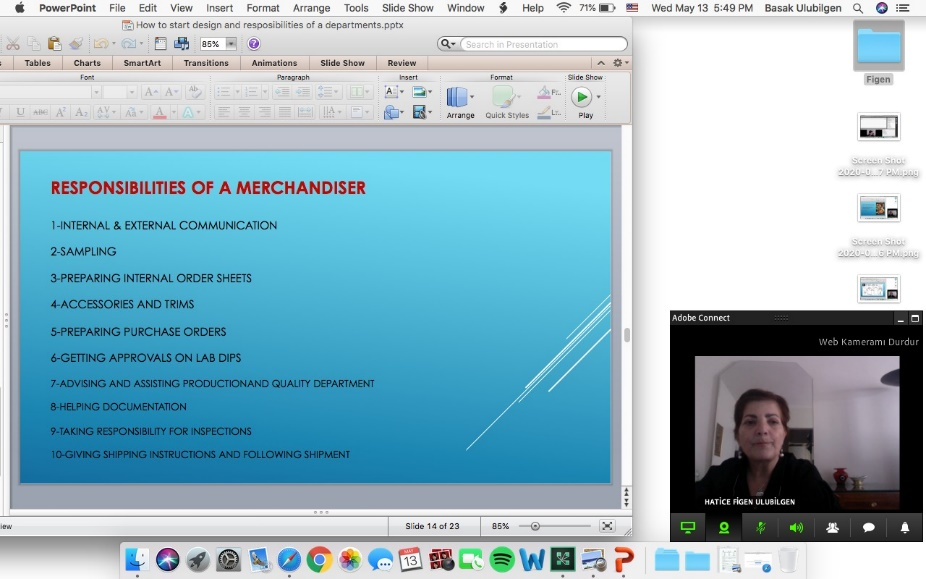 PowerPoint File Edit View Insert Format Arrange Tools Slide Show Window Help 71% Wed May 13 5:49 PM Basak Ulubilgen
How to start design and resposibilities of a departments.pptx
85% Search in Presentation
Tables Charts SmartArt Transitions Animations Slide Show Review
Font Paragraph Insert Format Slide Show
Arrange Quick Styles Play
Figen
RESPONSIBILITIES OF A MERCHANDISER
1-INTERNAL & EXTERNAL COMMUNICATION
2-SAMPLING
3-PREPARING INTERNAL ORDER SHEETS
4-ACCESSORIES AND TRIMS
5-PREPARING PURCHASE ORDERS
6-GETTING APPROVALS ON LAB DIPS
7-ADVISING AND ASSISTING PRODUCTIONAND QUALITY DEPARTMENT
8-HELPING DOCUMENTATION
9-TAKING RESPONSIBILITY FOR INSPECTIONS
10-GIVING SHIPPING INSTRUCTIONS AND FOLLOWING SHIPMENT
Screen Shot
2020-0...7 PM.png
Screen Shot
2020-0...6 PM.png
Adobe Connect
Web Kameramı Durdur
HATİCE FİGEN ULUBİLGEN
iew Slide 14 of 23 85%
13